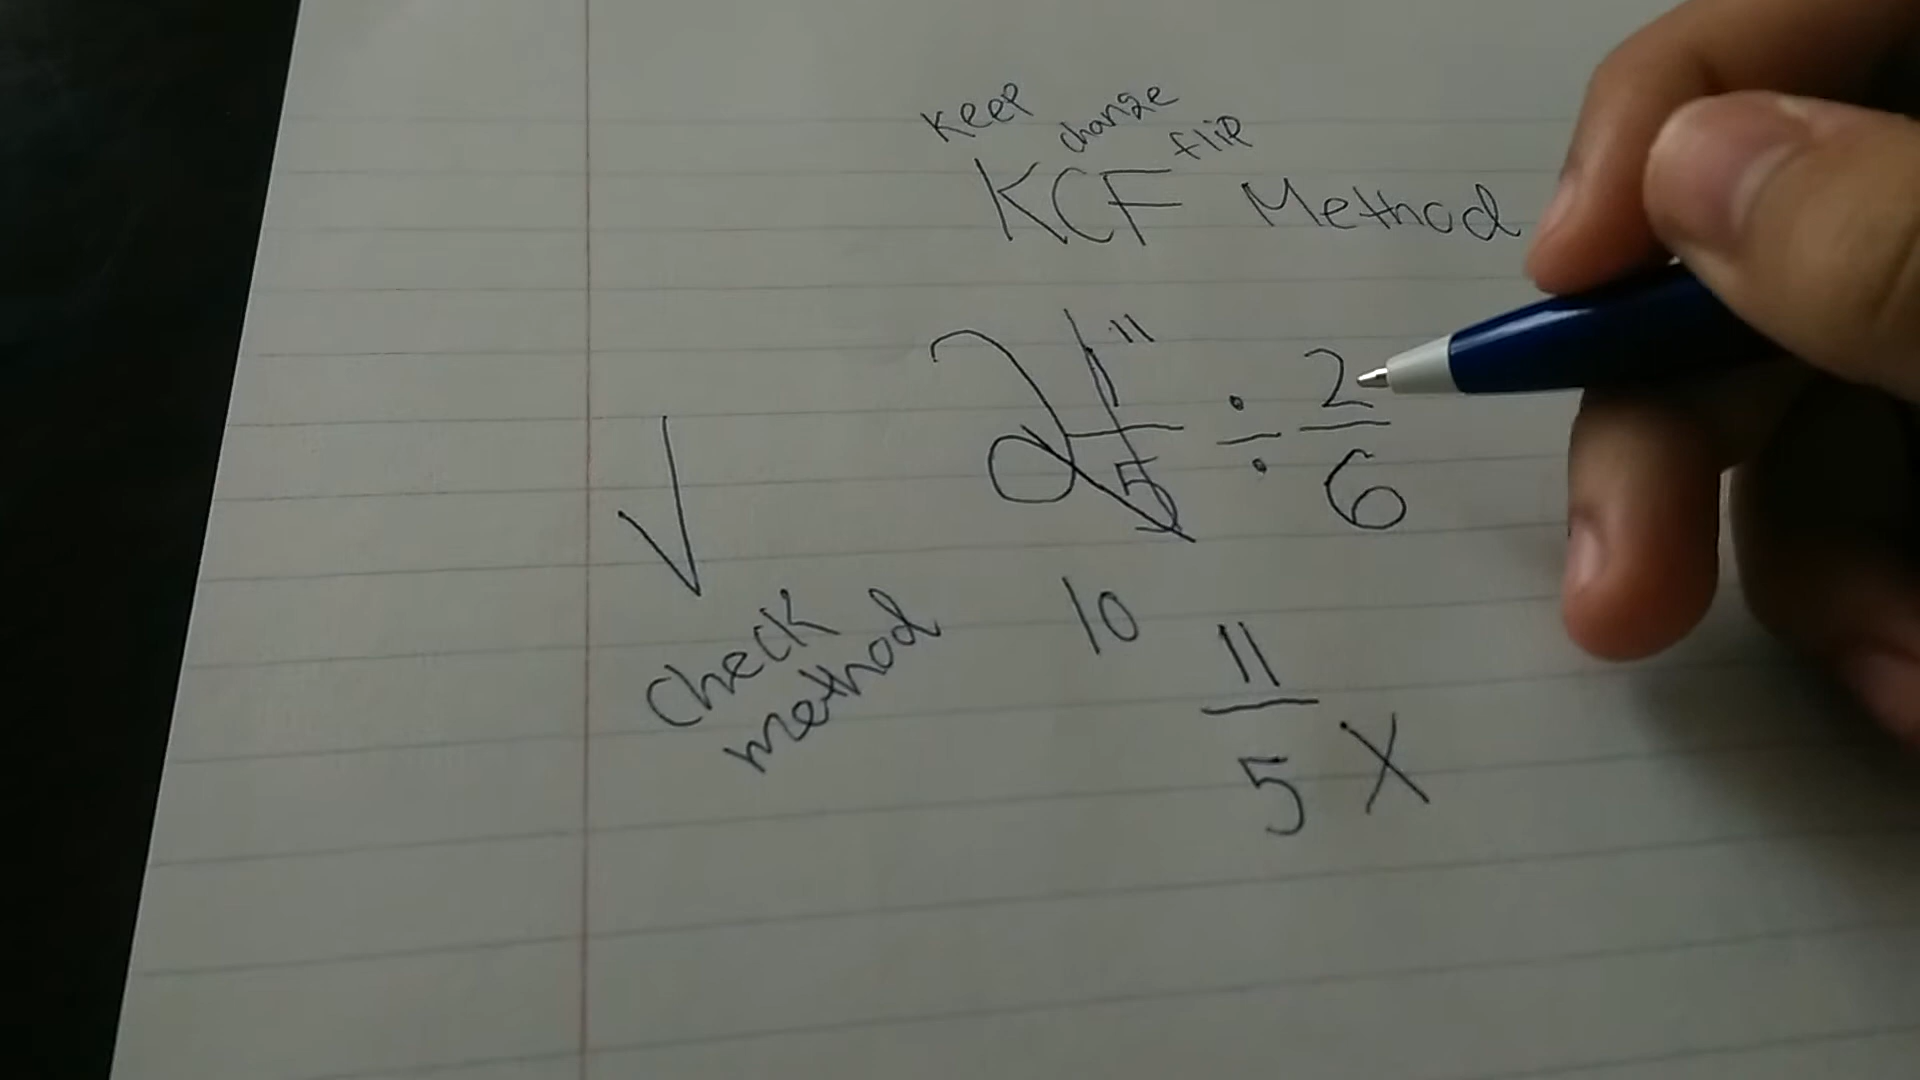 Keep change flip
KCF Method
2 1/5 11 ÷ 2/6
Check
method
10
11/5 X